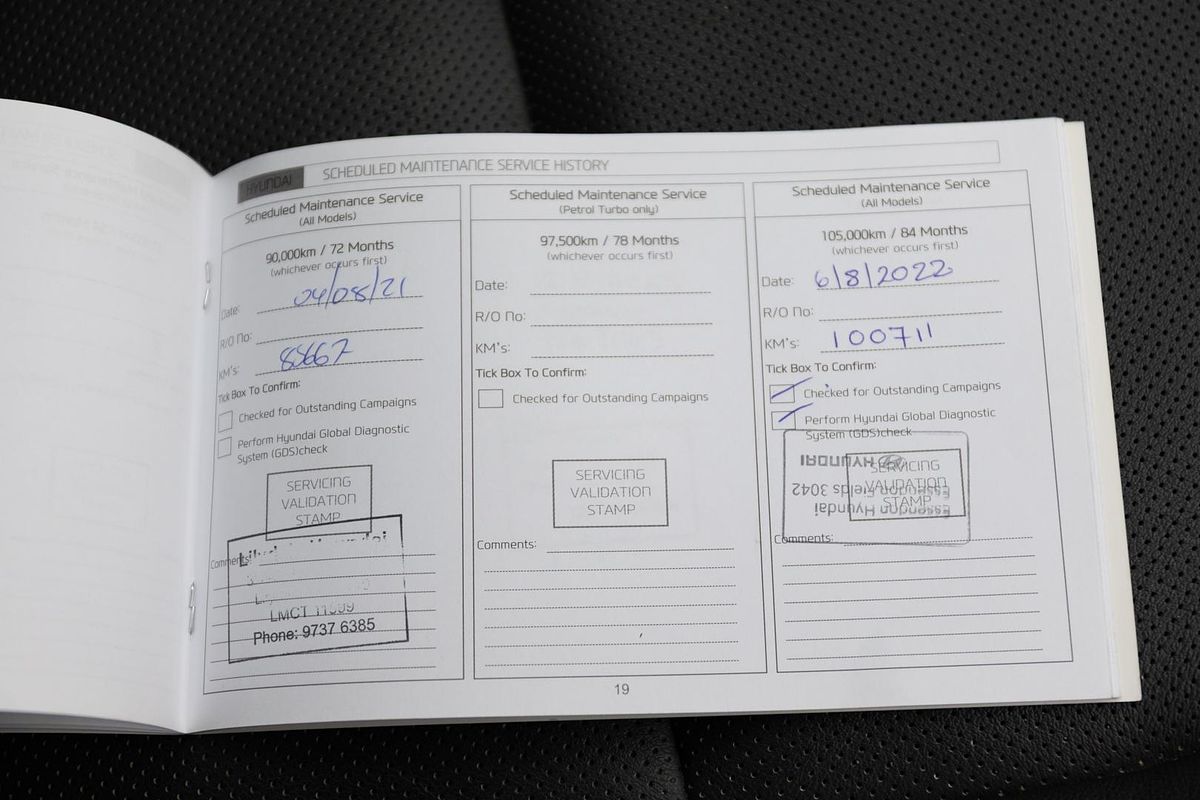 HYUNDAI SCHEDULED MAINTENANCE SERVICE HISTORY
Scheduled Maintenance Service
(All Models)
90,000km / 72 Months
(whichever occurs first)
Date: 04/08/21
R/O No:
KM's: 88667
Tick Box To Confirm:
Checked for Outstanding Campaigns
Perform Hyundai Global Diagnostic
System (GDS)check
SERVICING
VALIDATION
STAMP
Comments:
Hyundai
LMCT
Phone: 9737 6385
Scheduled Maintenance Service
(Petrol Turbo only)
97,500km / 78 Months
(whichever occurs first)
Date:
R/O No:
KM's:
Tick Box To Confirm:
Checked for Outstanding Campaigns
SERVICING
VALIDATION
STAMP
Comments:
Scheduled Maintenance Service
(All Models)
105,000km / 84 Months
(whichever occurs first)
Date: 6/8/2022
R/O No:
KM's: 100711
Tick Box To Confirm:
Checked for Outstanding Campaigns
Perform Hyundai Global Diagnostic
System (GDS)check
SERVICING
VALIDATION
STAMP
Essendon Hyundai
Essendon Fields 3042
HYUNDAI
Comments:
19